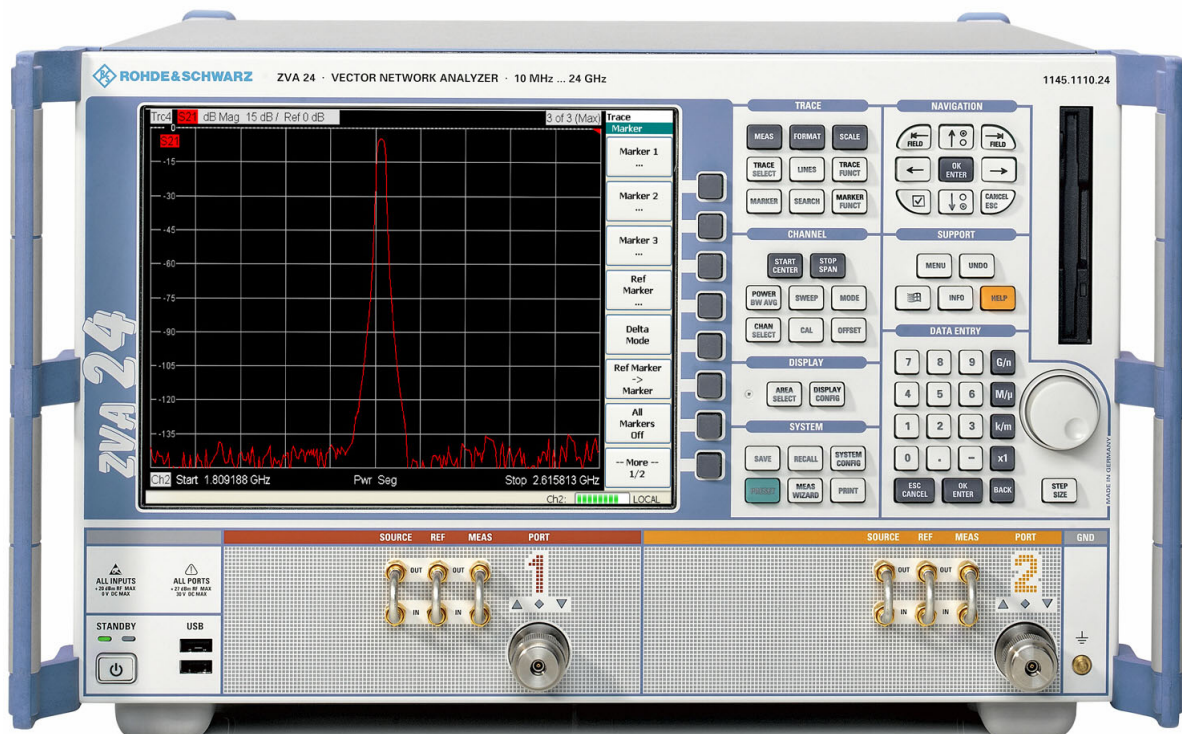 ROHDE&SCHWARZ ZVA 24 · VECTOR NETWORK ANALYZER · 10 MHz ... 24 GHz
1145.1110.24
Trc4 S21 dB Mag 15 dB / Ref 0 dB 3 of 3 (Max)
S21
0
-15
-30
-45
-60
-75
-90
-105
-120
-135
Ch2 Start 1.809188 GHz Pwr Seg Stop 2.615813 GHz
Ch2: LOCAL
Trace
Marker
Marker 1
...
Marker 2
...
Marker 3
...
Ref
Marker
...
Delta
Mode
Ref Marker
->
Marker
All
Markers
Off
-- More --
1/2
ZVA 24
TRACE
MEAS FORMAT SCALE
TRACE SELECT LINES TRACE FUNCT
MARKER SEARCH MARKER FUNCT
CHANNEL
START CENTER STOP SPAN
POWER BW AVG SWEEP MODE
CHAN SELECT CAL OFFSET
DISPLAY
AREA SELECT DISPLAY CONFIG
SYSTEM
SAVE RECALL SYSTEM CONFIG
PRESET MEAS WIZARD PRINT
NAVIGATION
FIELD FIELD
OK ENTER
CANCEL ESC
SUPPORT
MENU UNDO
INFO HELP
DATA ENTRY
7 8 9 G/n
4 5 6 M/µ
1 2 3 k/m
0 . - x1
ESC CANCEL OK ENTER BACK
STEP SIZE
MADE IN GERMANY
SOURCE REF MEAS PORT
OUT OUT
IN IN
1
SOURCE REF MEAS PORT
OUT OUT
IN IN
2
GND
ALL INPUTS
ALL PORTS
STANDBY USB